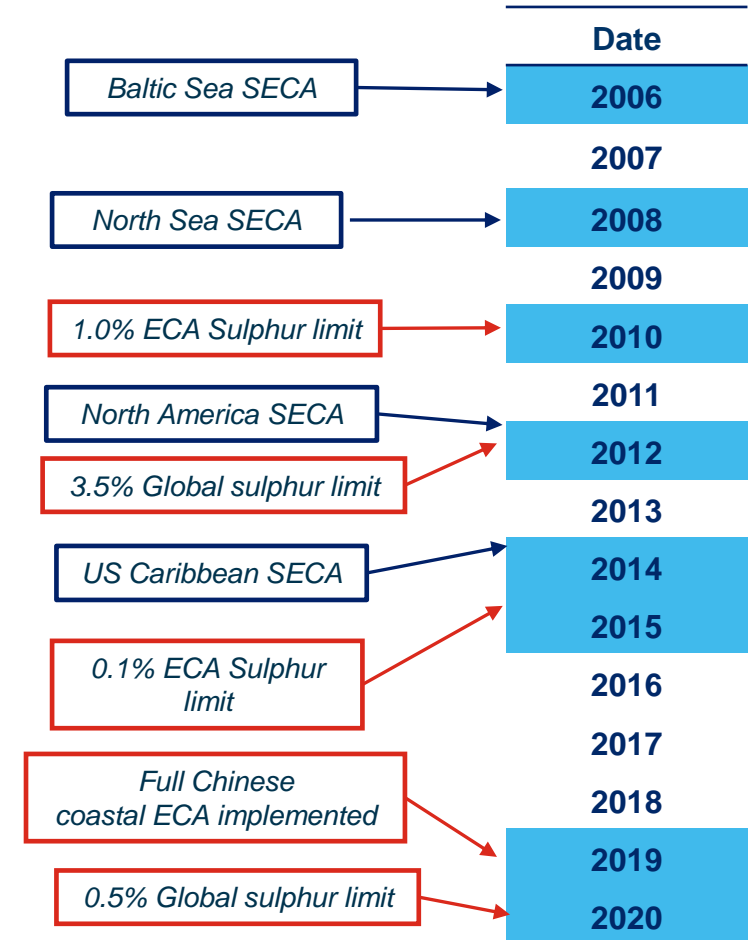 Date
Baltic Sea SECA
2006
2007
North Sea SECA
2008
2009
1.0% ECA Sulphur limit
2010
2011
North America SECA
2012
3.5% Global sulphur limit
2013
US Caribbean SECA
2014
2015
0.1% ECA Sulphur
limit
2016
2017
Full Chinese
coastal ECA implemented
2018
2019
0.5% Global sulphur limit
2020